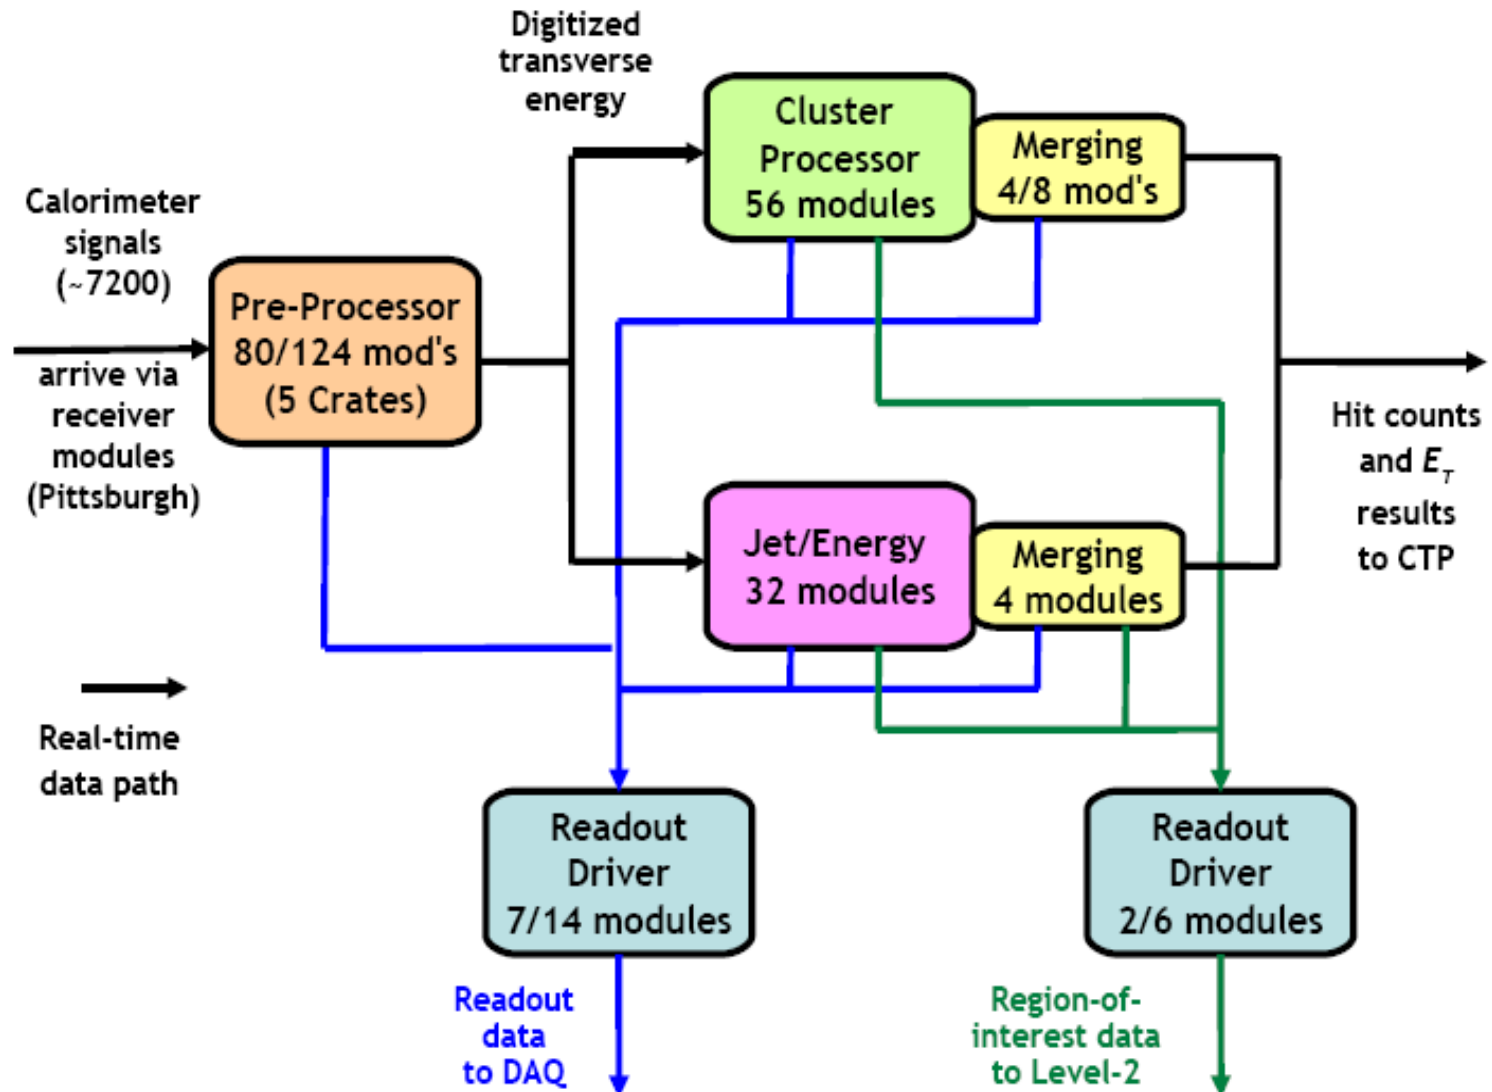 Digitized
transverse
energy
Cluster
Processor
56 modules
Merging
4/8 mod's
Calorimeter
signals
(~7200)
arrive via
receiver
modules
(Pittsburgh)
Pre-Processor
80/124 mod's
(5 Crates)
Hit counts
and E_T
results
to CTP
Jet/Energy
32 modules
Merging
4 modules
Real-time
data path
Readout
Driver
7/14 modules
Readout
Driver
2/6 modules
Readout
data
to DAQ
Region-of-
interest data
to Level-2